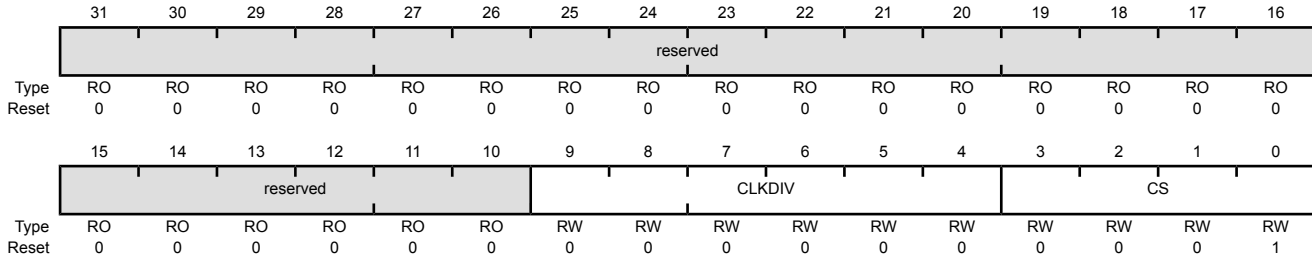 31 30 29 28 27 26 25 24 23 22 21 20 19 18 17 16
reserved
Type RO RO RO RO RO RO RO RO RO RO RO RO RO RO RO RO
Reset 0 0 0 0 0 0 0 0 0 0 0 0 0 0 0 0
15 14 13 12 11 10 9 8 7 6 5 4 3 2 1 0
reserved CLKDIV CS
Type RO RO RO RO RO RO RW RW RW RW RW RW RW RW RW RW
Reset 0 0 0 0 0 0 0 0 0 0 0 0 0 0 0 1